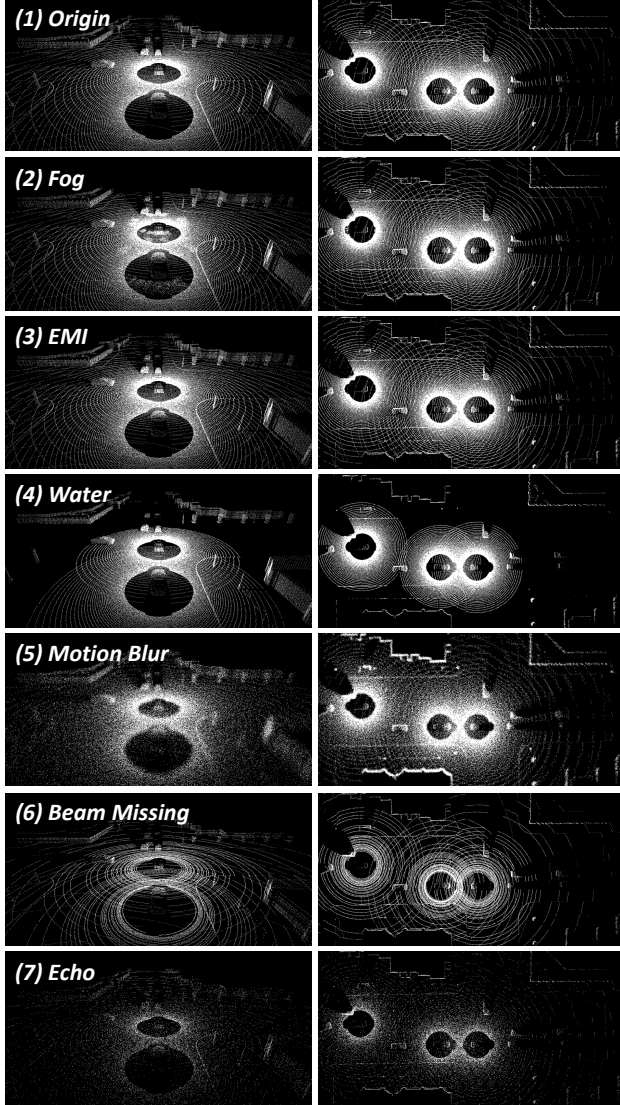 (1) Origin
(2) Fog
(3) EMI
(4) Water
(5) Motion Blur
(6) Beam Missing
(7) Echo